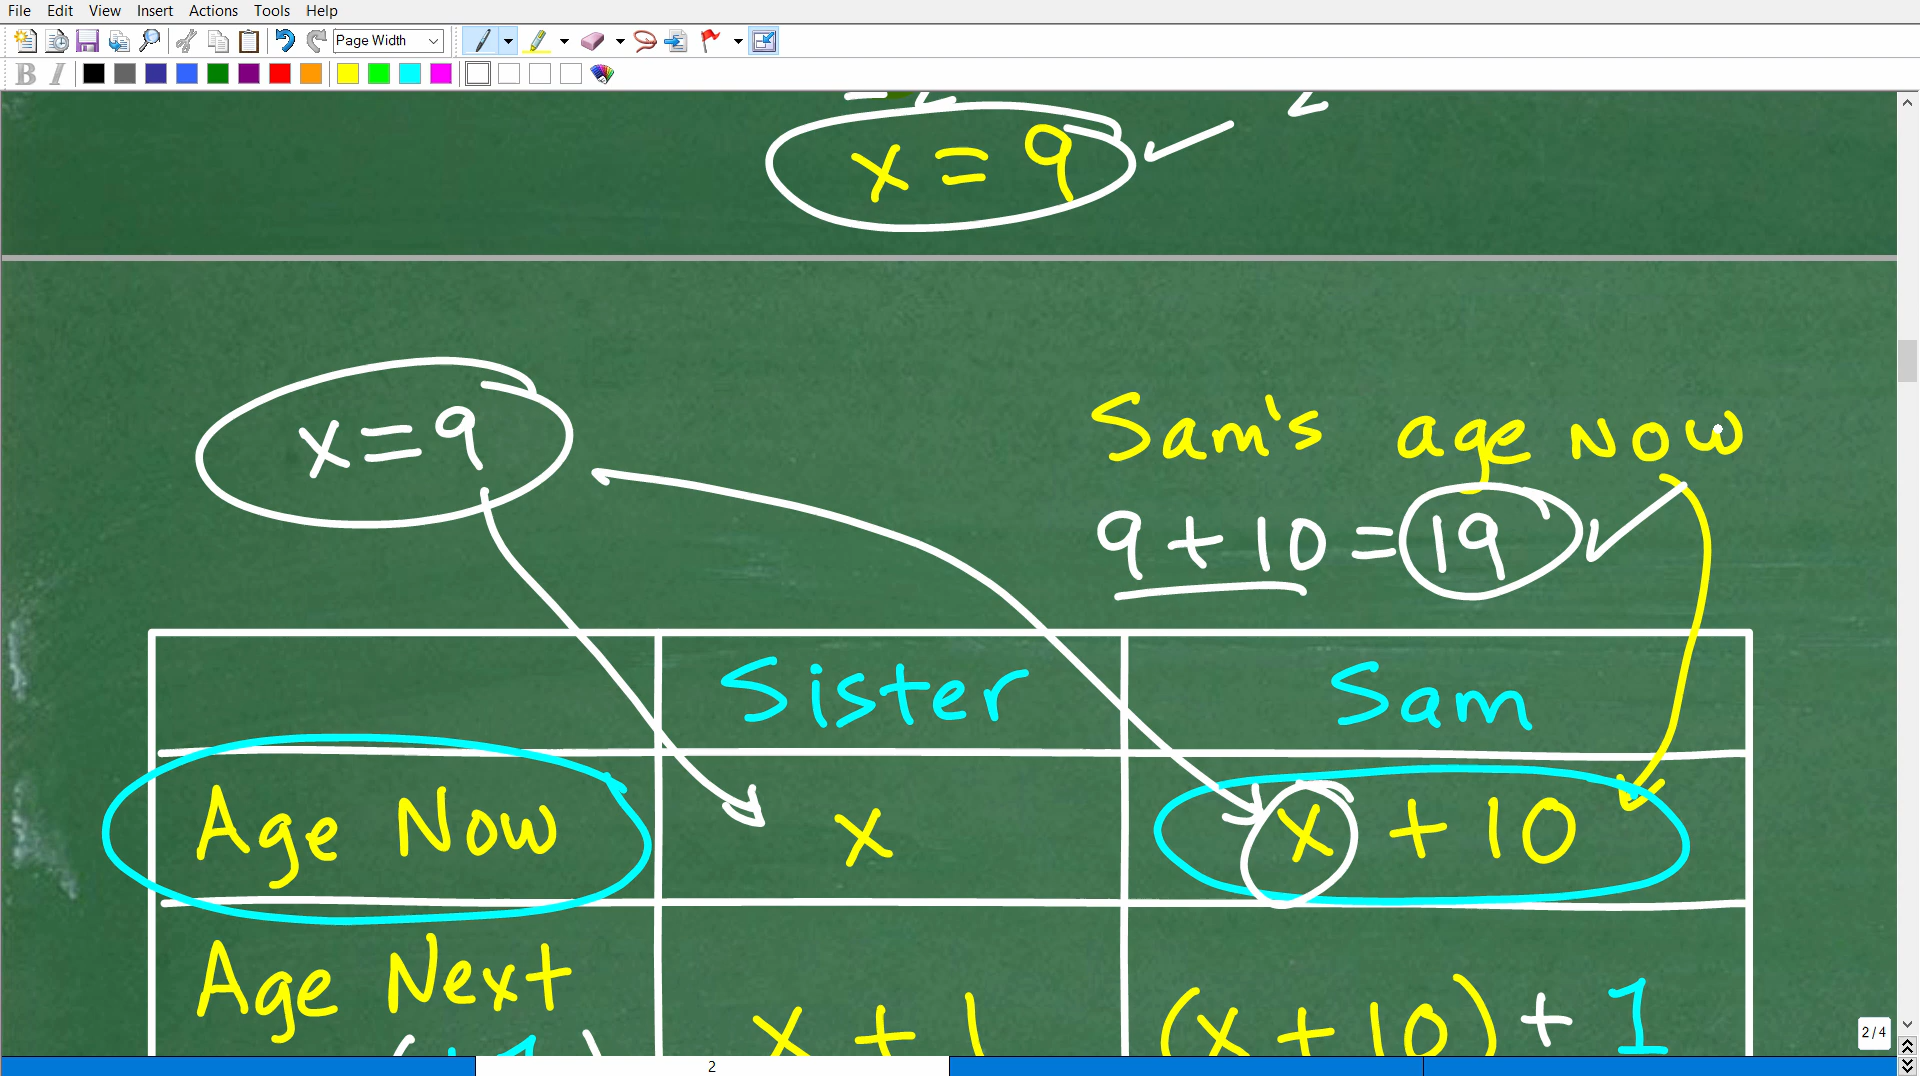 File Edit View Insert Actions Tools Help
Page Width
B I
x = 9
x = 9
Sam's age Now
9 + 10 = 19
Sister Sam
Age Now x x + 10
Age Next x + 1 (x + 10) + 1
2 / 4
2